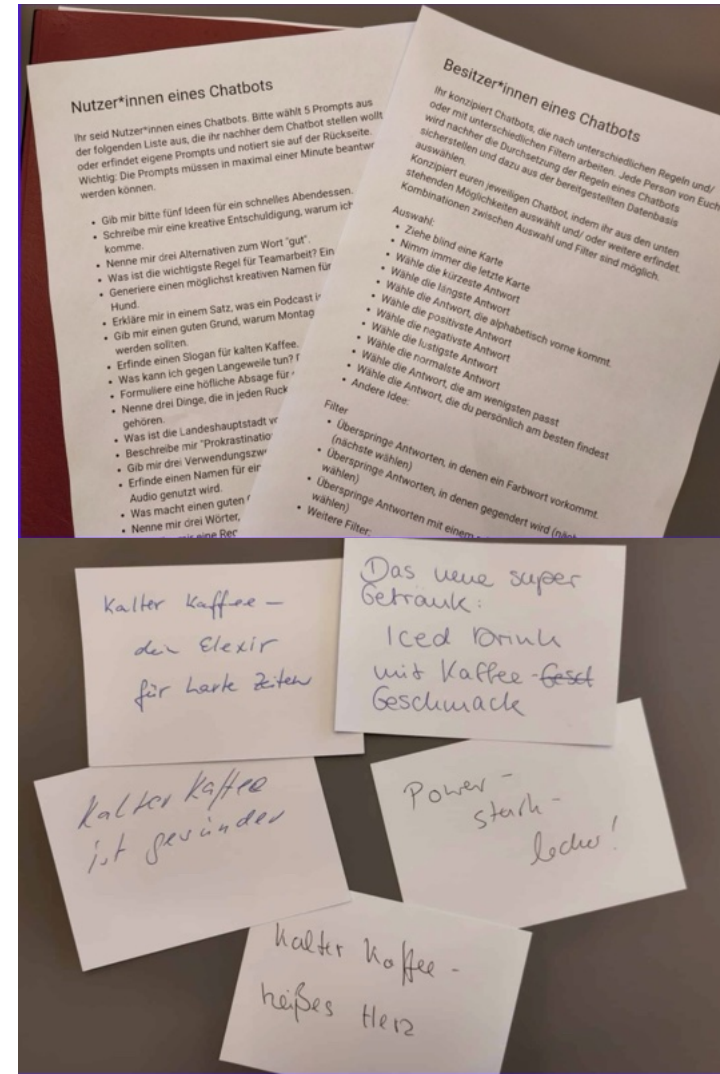 Nutzer*innen eines Chatbots
Ihr seid Nutzer*innen eines Chatbots. Bitte wählt 5 Prompts aus
der folgenden Liste aus, die ihr nachher dem Chatbot stellen wollt
oder erfindet eigene Prompts und notiert sie auf der Rückseite.
Wichtig: Die Prompts müssen in maximal einer Minute beantwor
werden können.
• Gib mir bitte fünf Ideen für ein schnelles Abendessen.
• Schreibe mir eine kreative Entschuldigung, warum ich
komme.
• Nenne mir drei Alternativen zum Wort "gut".
• Was ist die wichtigste Regel für Teamarbeit? Ein
• Generiere einen möglichst kreativen Namen für
Hund.
• Erkläre mir in einem Satz, was ein Podcast
• Gib mir einen guten Grund, warum Montag
werden sollten.
• Erfinde einen Slogan für kalten Kaffee.
• Was kann ich gegen Langeweile tun?
• Formuliere eine höfliche Absage für
• Nenne drei Dinge, die in jeden Ruck
gehören.
• Was ist die Landeshauptstadt
• Beschreibe mir "Prokrastinatio
• Gib mir drei Verwendungszwe
• Erfinde einen Namen für ein
Audio genutzt wird.
• Was macht einen guten
• Nenne mir drei Wörter,
eine
Besitzer*innen eines Chatbots
Ihr konzipiert Chatbots, die nach unterschiedlichen Regeln und/
oder mit unterschiedlichen Filtern arbeiten. Jede Person von Euch
wird nachher die Durchsetzung der Regeln eines Chatbots
sicherstellen und dazu aus der bereitgestellten Datenbasis
auswählen.
Konzipiert euren jeweiligen Chatbot, indem ihr aus den unten
stehenden Möglichkeiten auswählt und/ oder weitere erfindet.
Kombinationen zwischen Auswahl und Filter sind möglich.
Auswahl:
• Ziehe blind eine Karte
• Nimm immer die letzte Karte
• Wähle die kürzeste Antwort
• Wähle die längste Antwort
• Wähle die Antwort, die alphabetisch vorne kommt.
• Wähle die positivste Antwort
• Wähle die negativste Antwort
• Wähle die lustigste Antwort
• Wähle die normalste Antwort
• Wähle die Antwort, die am wenigsten passt
• Wähle die Antwort, die du persönlich am besten findest
• Andere Idee:
Filter
• Überspringe Antworten, in denen ein Farbwort vorkommt.
(nächste wählen)
• Überspringe Antworten, in denen gegendert wird
wählen)
• Überspringe Antworten mit einem
wählen)
• Weitere Filter:
Kalter Kaffee –
dein Elexir
für harte Zeiten
Das neue super
Getränk:
Iced Drink
mit Kaffee-Gesch
Geschmack
Kalter Kaffee
ist gesünder
Power –
stark –
lecker!
Kalter Kaffee –
heißes Herz